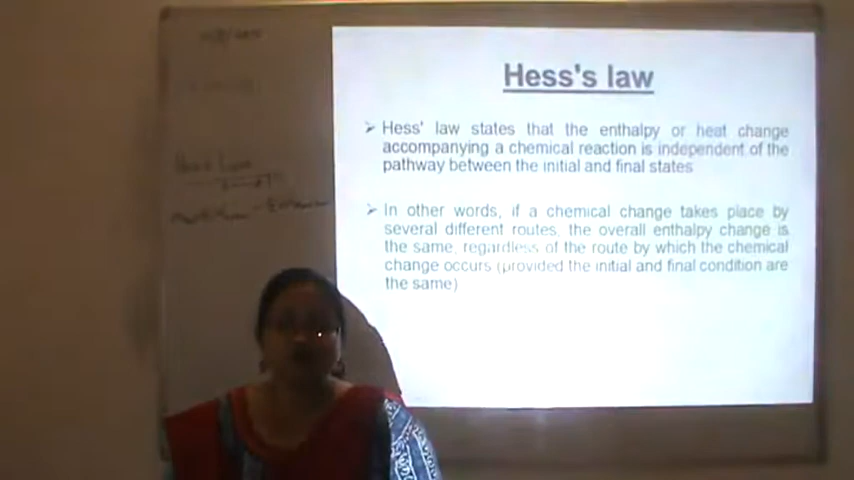 Hess's law
➢ Hess' law states that the enthalpy or heat change
accompanying a chemical reaction is independent of the
pathway between the initial and final states
➢ In other words, if a chemical change takes place by
several different routes, the overall enthalpy change is
the same, regardless of the route by which the chemical
change occurs (provided the initial and final condition are
the same)
Hess's Law